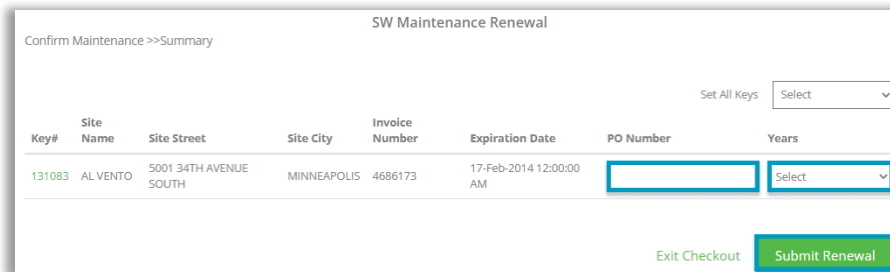 SW Maintenance Renewal
Confirm Maintenance >>Summary
Set All Keys Select
Key# Site Name Site Street Site City Invoice Number Expiration Date PO Number Years
131083 AL VENTO 5001 34TH AVENUE SOUTH MINNEAPOLIS 4686173 17-Feb-2014 12:00:00 AM Select
Exit Checkout Submit Renewal